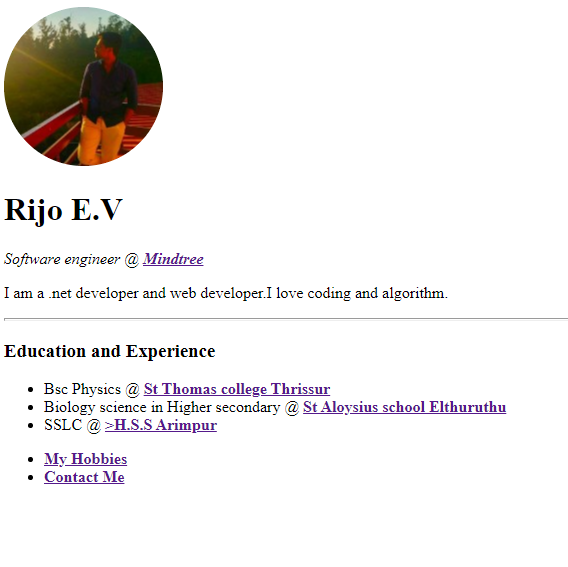 Rijo E.V
Software engineer @ Mindtree
I am a .net developer and web developer.I love coding and algorithm.
Education and Experience
Bsc Physics @ St Thomas college Thrissur
Biology science in Higher secondary @ St Aloysius school Elthuruthu
SSLC @ >H.S.S Arimpur
My Hobbies
Contact Me